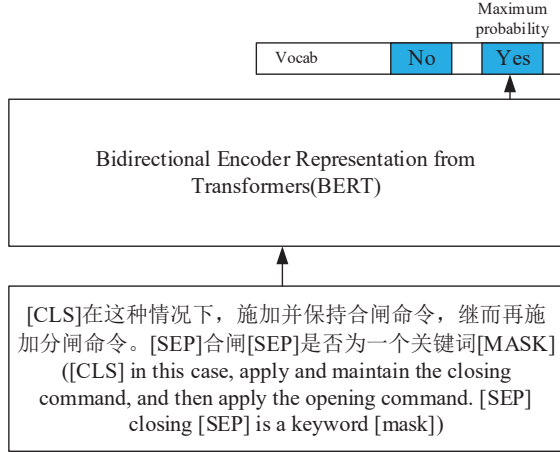 Maximum
probability
Vocab
No
Yes
Bidirectional Encoder Representation from
Transformers(BERT)
[CLS]在这种情况下，施加并保持合闸命令，继而再施
加分闸命令。[SEP]合闸[SEP]是否为一个关键词[MASK]
([CLS] in this case, apply and maintain the closing
command, and then apply the opening command. [SEP]
closing [SEP] is a keyword [mask])